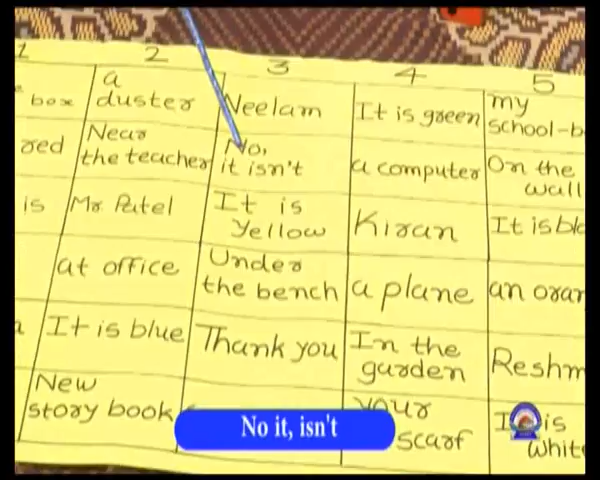 1 2 3 4 5
box
a
duster
Neelam
It is green
my
school-b
red
Near
the teacher
No,
it isn't
a computer
On the
wall
is
Mr. Patel
It is
Yellow
Kiran
It is bl
at office
Under
the bench
a plane
an oran
a
It is blue
Thank you
In the
garden
Reshm
New
story book
your
scarf
is
white
No it, isn't